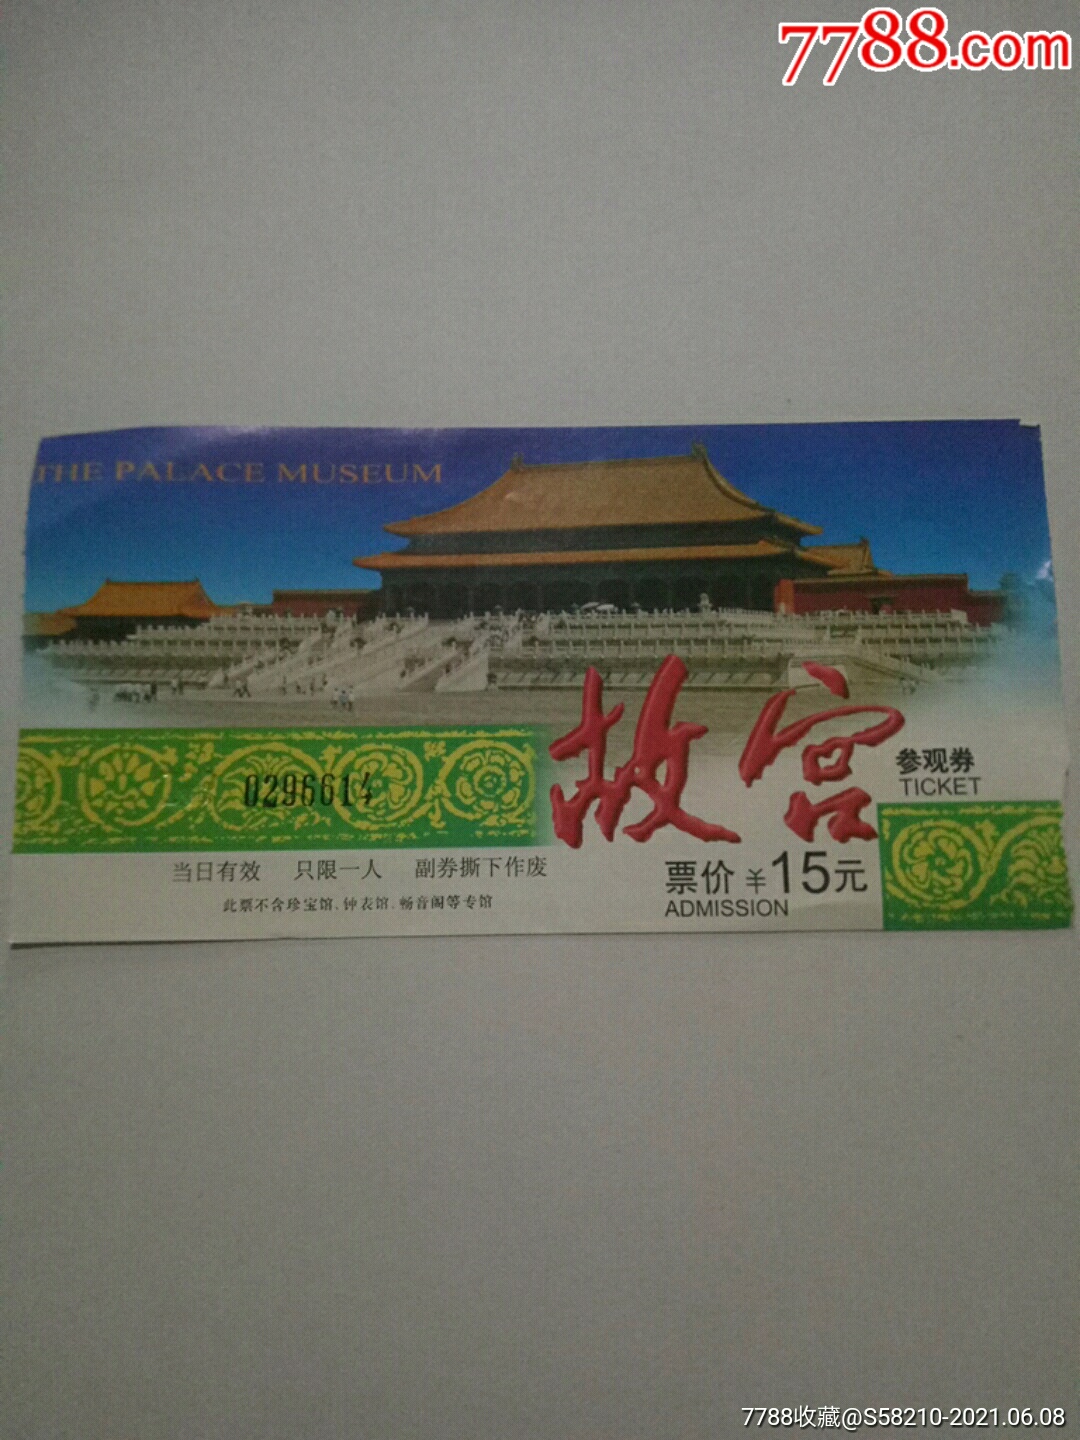 7788.com
THE PALACE MUSEUM
0296614
故宫
参观券
TICKET
当日有效 只限一人 副券撕下作废
票价 ¥15元
ADMISSION
此票不含珍宝馆、钟表馆、畅音阁等专馆
7788收藏@S58210-2021.06.08